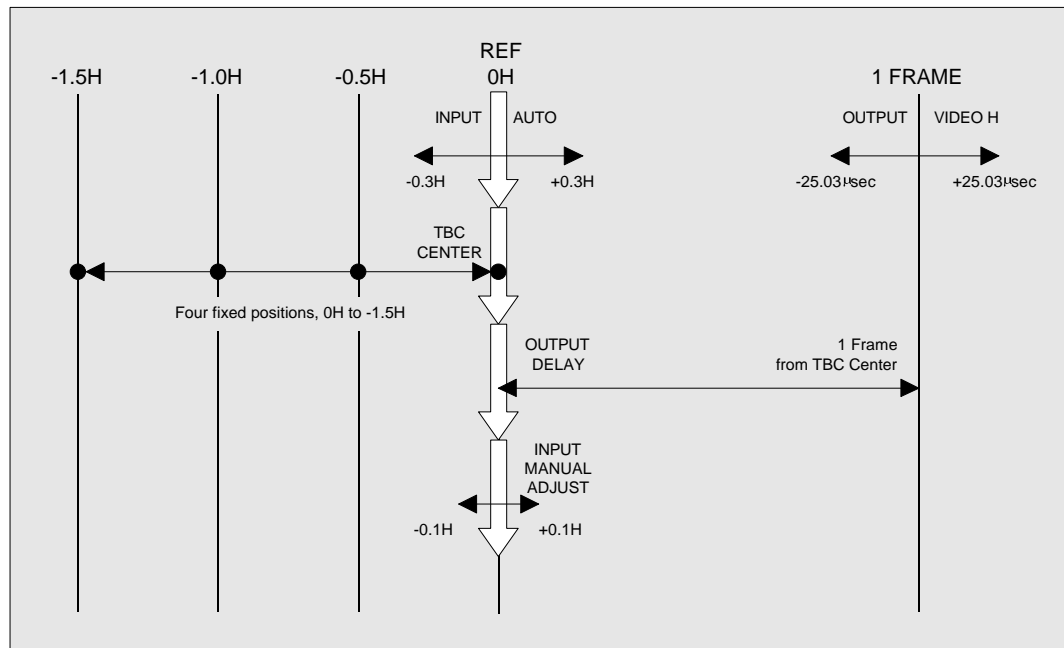 REF
-1.5H -1.0H -0.5H 0H 1 FRAME
INPUT AUTO
OUTPUT VIDEO H
-0.3H +0.3H
-25.03µsec +25.03µsec
TBC
CENTER
Four fixed positions, 0H to -1.5H
OUTPUT
DELAY
1 Frame
from TBC Center
INPUT
MANUAL
ADJUST
-0.1H +0.1H